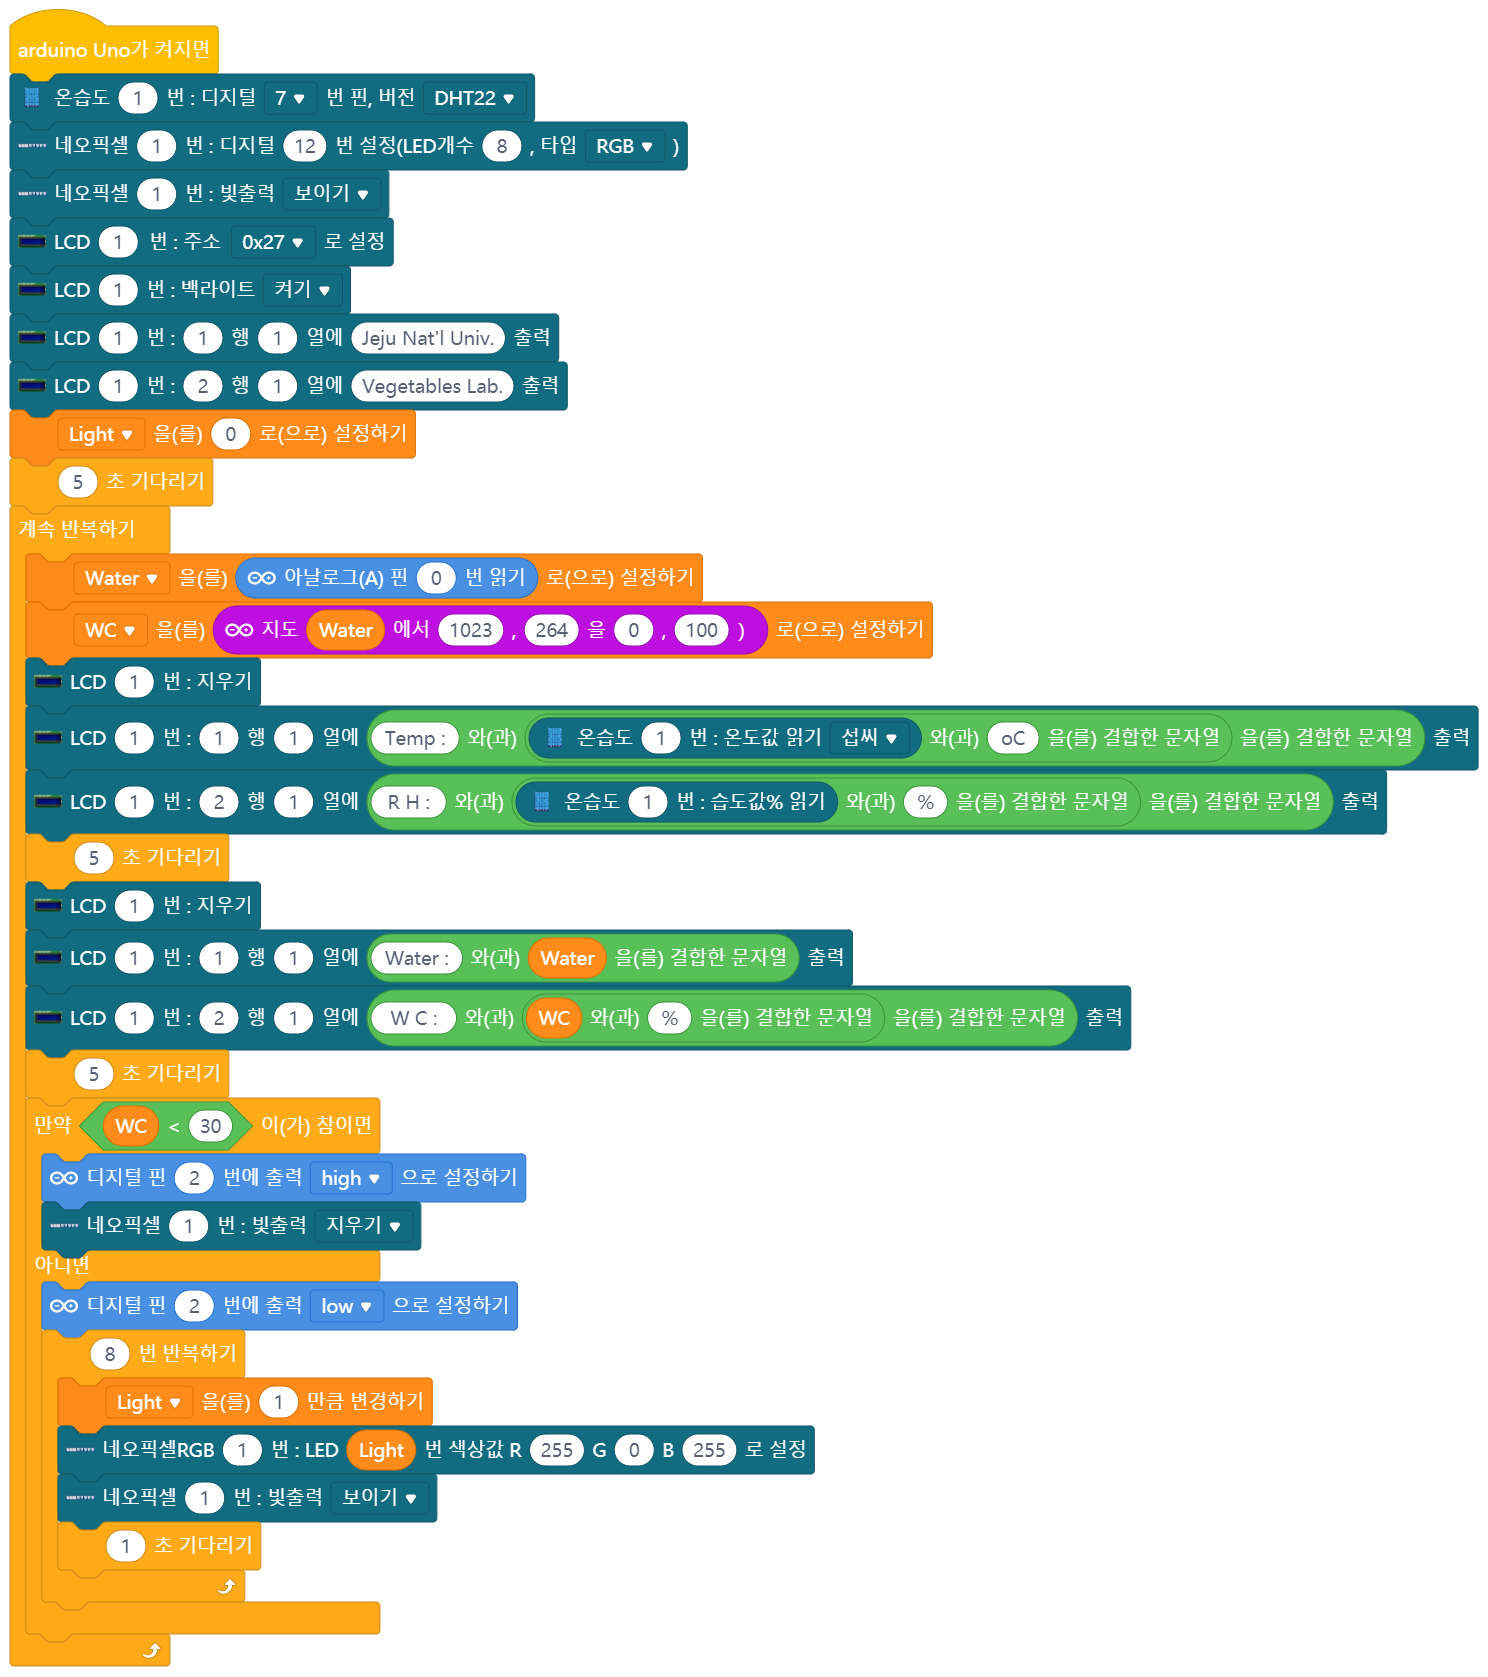 arduino Uno가 켜지면
온습도 1 번 : 디지털 7 번 핀, 버전 DHT22
네오픽셀 1 번 : 디지털 12 번 설정(LED개수 8 , 타입 RGB )
네오픽셀 1 번 : 빛출력 보이기
LCD 1 번 : 주소 0x27 로 설정
LCD 1 번 : 백라이트 켜기
LCD 1 번 : 1 행 1 열에 Jeju Nat'l Univ. 출력
LCD 1 번 : 2 행 1 열에 Vegetables Lab. 출력
Light 을(를) 0 로(으로) 설정하기
5 초 기다리기
계속 반복하기
Water 을(를) 아날로그(A) 핀 0 번 읽기 로(으로) 설정하기
WC 을(를) 지도 Water 에서 1023 , 264 을 0 , 100 ) 로(으로) 설정하기
LCD 1 번 : 지우기
LCD 1 번 : 1 행 1 열에 Temp : 와(과) 온습도 1 번 : 온도값 읽기 섭씨 와(과) oC 을(를) 결합한 문자열 을(를) 결합한 문자열 출력
LCD 1 번 : 2 행 1 열에 R H : 와(과) 온습도 1 번 : 습도값% 읽기 와(과) % 을(를) 결합한 문자열 을(를) 결합한 문자열 출력
5 초 기다리기
LCD 1 번 : 지우기
LCD 1 번 : 1 행 1 열에 Water : 와(과) Water 을(를) 결합한 문자열 출력
LCD 1 번 : 2 행 1 열에 W C : 와(과) WC 와(과) % 을(를) 결합한 문자열 을(를) 결합한 문자열 출력
5 초 기다리기
만약 WC < 30 이(가) 참이면
디지털 핀 2 번에 출력 high 으로 설정하기
네오픽셀 1 번 : 빛출력 지우기
아니면
디지털 핀 2 번에 출력 low 으로 설정하기
8 번 반복하기
Light 을(를) 1 만큼 변경하기
네오픽셀RGB 1 번 : LED Light 번 색상값 R 255 G 0 B 255 로 설정
네오픽셀 1 번 : 빛출력 보이기
1 초 기다리기